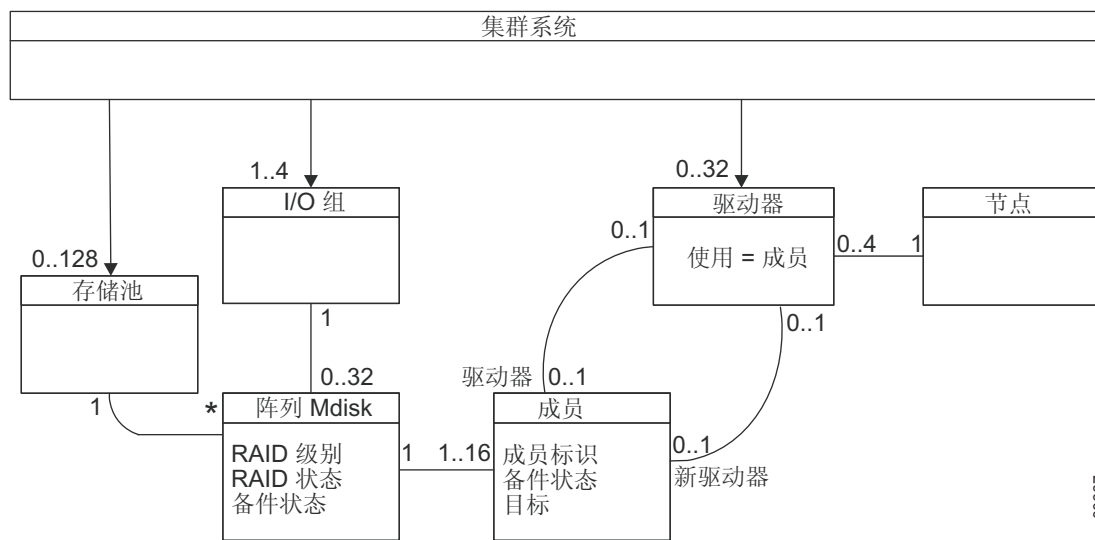 集群系统
1..4
0..32
I/O 组
驱动器
节点
0..1
0..4
1
使用 = 成员
0..128
存储池
1
0..1
0..32
驱动器
0..1
1
*
阵列 Mdisk
成员
RAID 级别
RAID 状态
备件状态
1
1..16
成员标识
备件状态
目标
0..1
新驱动器